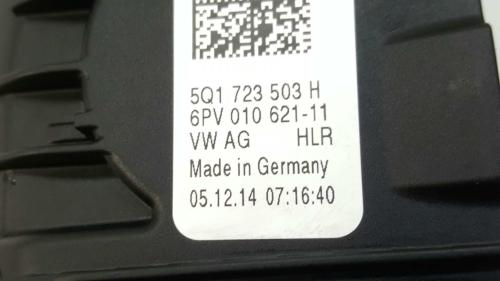 5Q1 723 503 H
6PV 010 621-11
VW AG HLR
Made in Germany
05.12.14 07:16:40